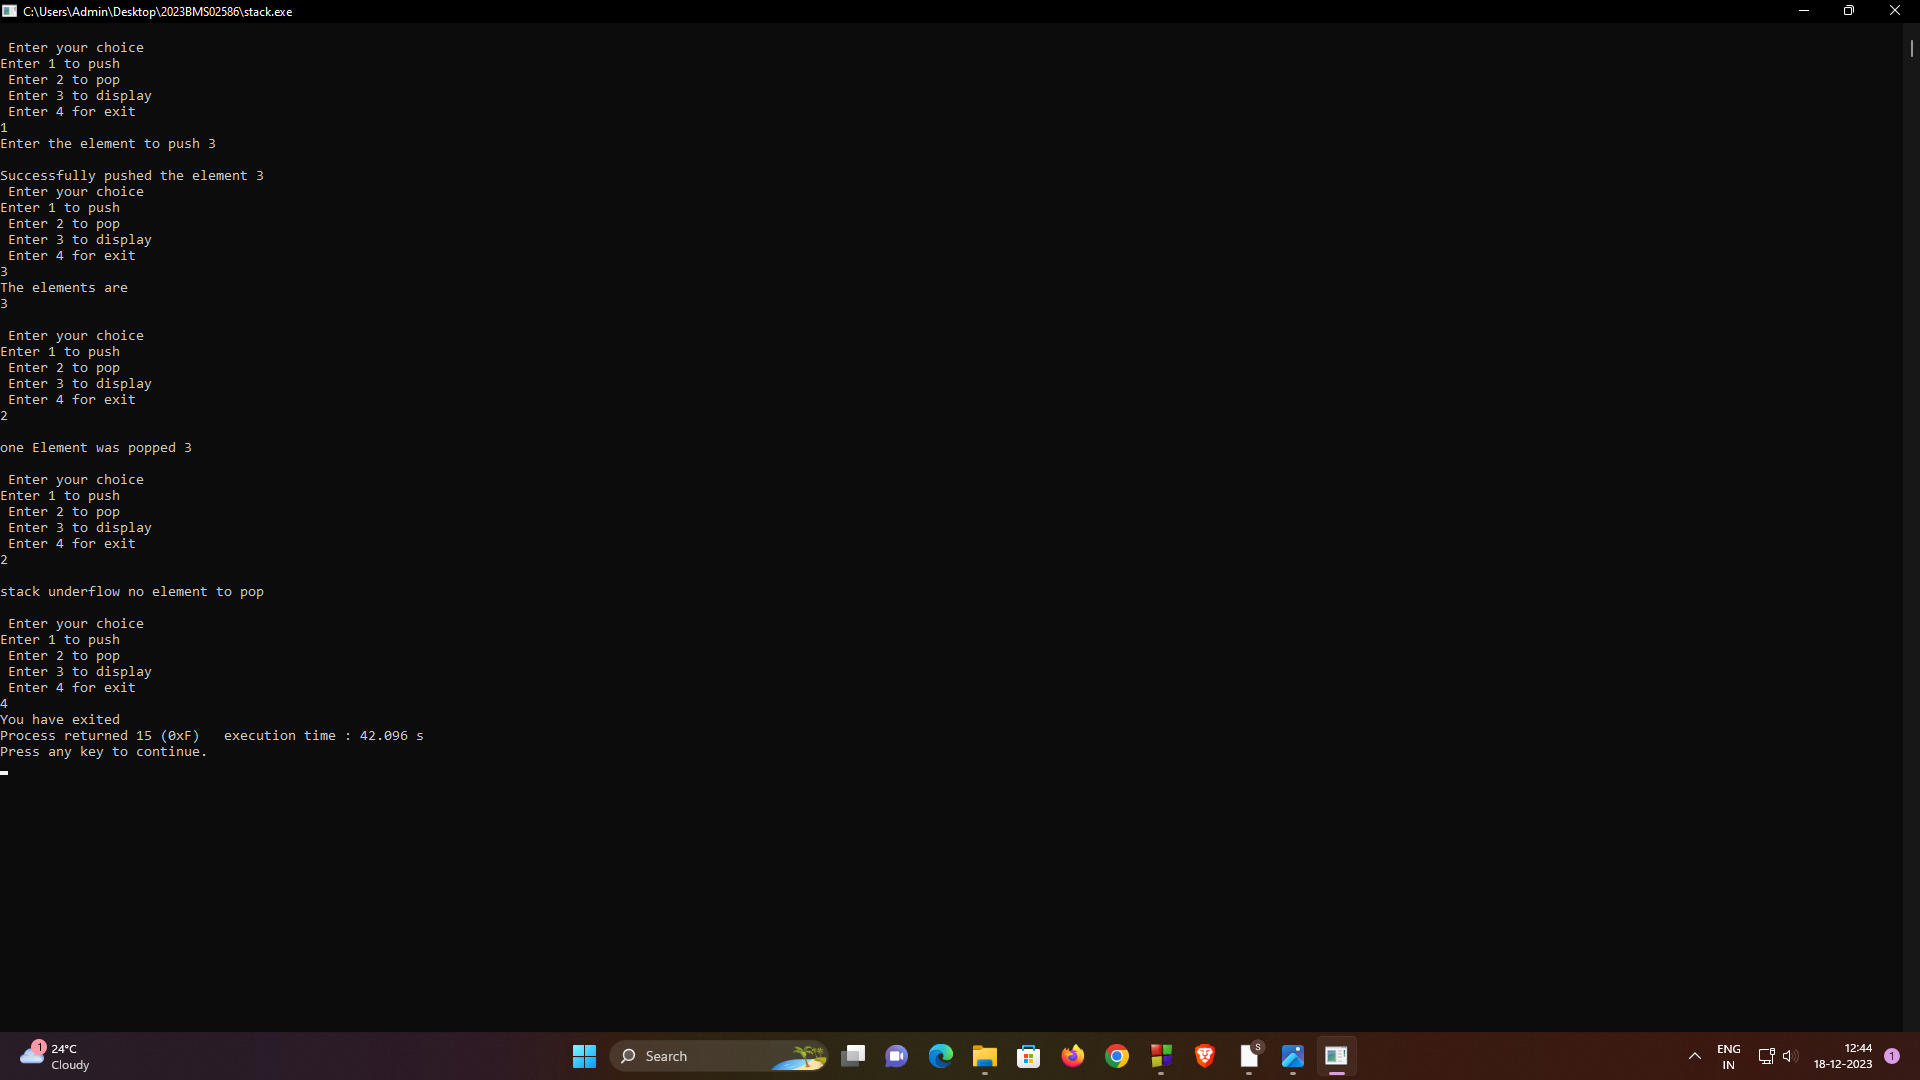 C:\Users\Admin\Desktop\2023BMS02586\stack.exe
Enter your choice
Enter 1 to push
Enter 2 to pop
Enter 3 to display
Enter 4 for exit
1
Enter the element to push 3
Successfully pushed the element 3
Enter your choice
Enter 1 to push
Enter 2 to pop
Enter 3 to display
Enter 4 for exit
3
The elements are
3
Enter your choice
Enter 1 to push
Enter 2 to pop
Enter 3 to display
Enter 4 for exit
2
one Element was popped 3
Enter your choice
Enter 1 to push
Enter 2 to pop
Enter 3 to display
Enter 4 for exit
2
stack underflow no element to pop
Enter your choice
Enter 1 to push
Enter 2 to pop
Enter 3 to display
Enter 4 for exit
4
You have exited
Process returned 15 (0xF)   execution time : 42.096 s
Press any key to continue.
1
24°C
Cloudy
Search
S
ENG
IN
12:44
18-12-2023
1